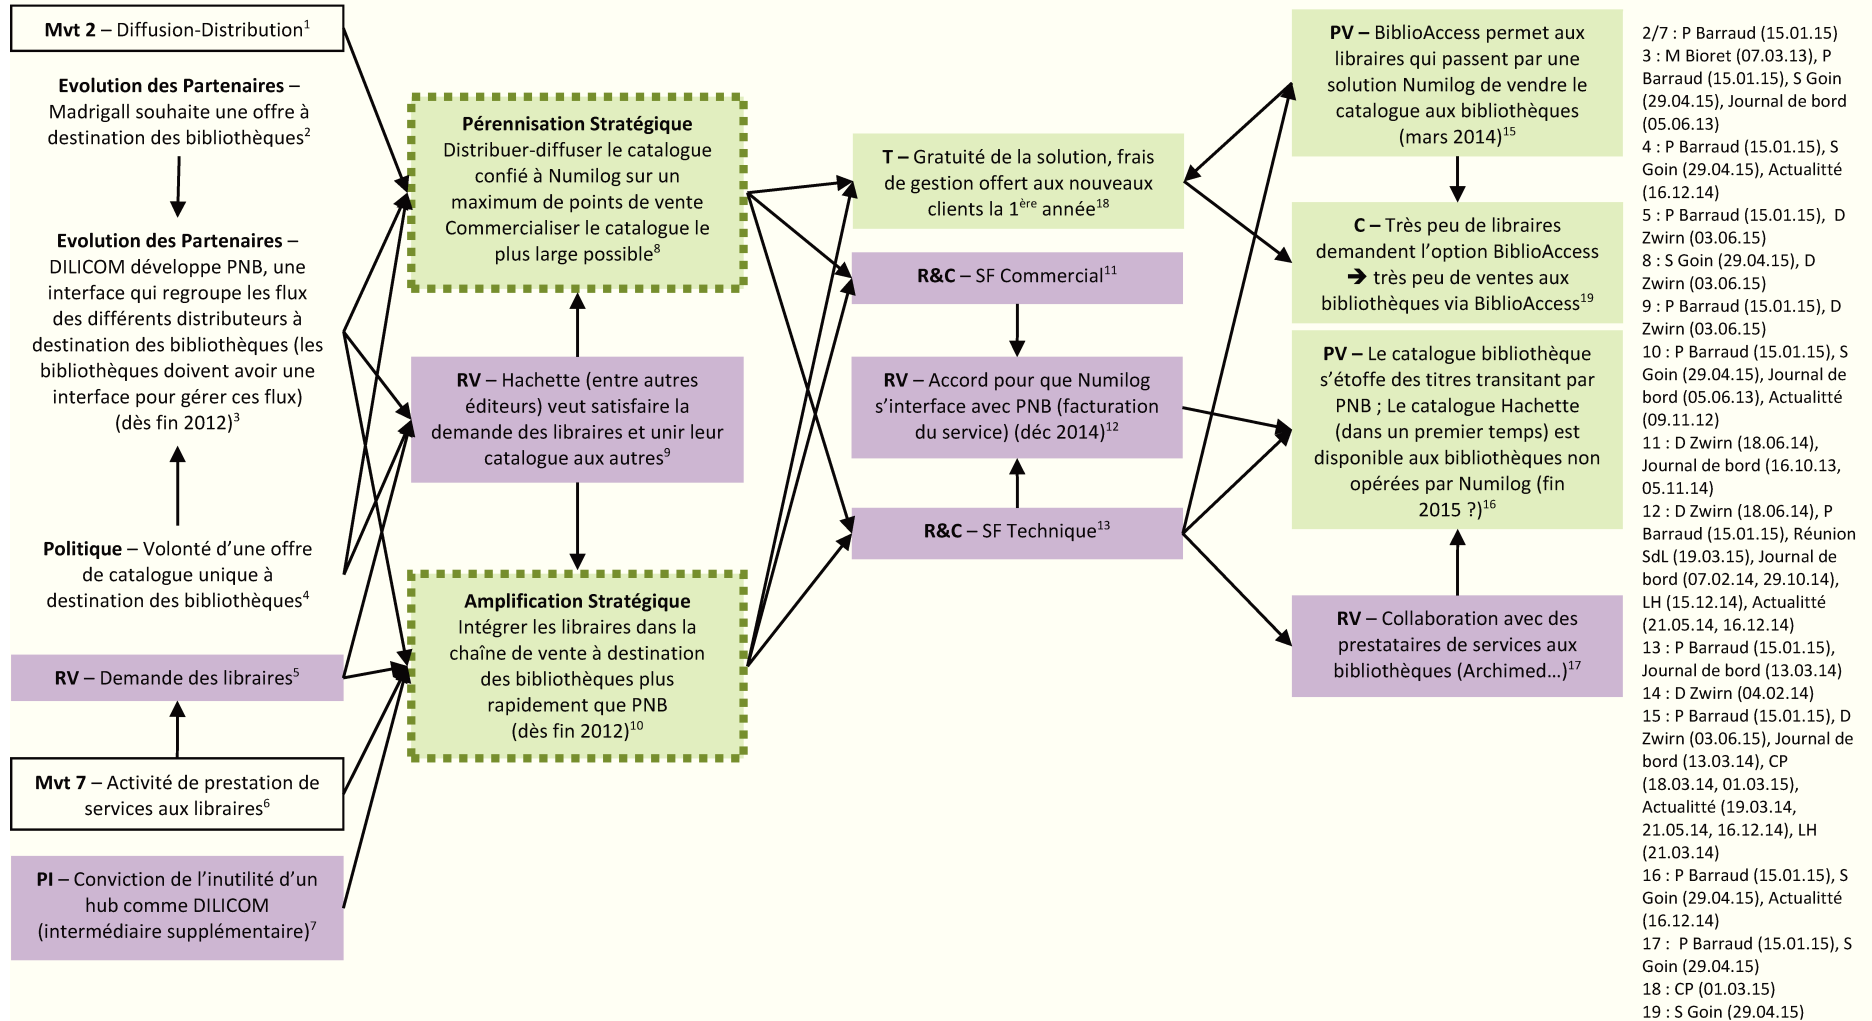 Mvt 2 – Diffusion-Distribution1
Evolution des Partenaires –
Madrigall souhaite une offre à
destination des bibliothèques2
Evolution des Partenaires –
DILICOM développe PNB, une
interface qui regroupe les flux
des différents distributeurs à
destination des bibliothèques (les
bibliothèques doivent avoir une
interface pour gérer ces flux)
(dès fin 2012)3
Politique – Volonté d’une offre
de catalogue unique à
destination des bibliothèques4
RV – Demande des libraires5
Mvt 7 – Activité de prestation de
services aux libraires6
PI – Conviction de l’inutilité d’un
hub comme DILICOM
(intermédiaire supplémentaire)7
Pérennisation Stratégique
Distribuer-diffuser le catalogue
confié à Numilog sur un
maximum de points de vente
Commercialiser le catalogue le
plus large possible8
RV – Hachette (entre autres
éditeurs) veut satisfaire la
demande des libraires et unir leur
catalogue aux autres9
Amplification Stratégique
Intégrer les libraires dans la
chaîne de vente à destination
des bibliothèques plus
rapidement que PNB
(dès fin 2012)10
T – Gratuité de la solution, frais
de gestion offert aux nouveaux
clients la 1ère année18
R&C – SF Commercial11
RV – Accord pour que Numilog
s’interface avec PNB (facturation
du service) (déc 2014)12
R&C – SF Technique13
PV – BiblioAccess permet aux
libraires qui passent par une
solution Numilog de vendre le
catalogue aux bibliothèques
(mars 2014)15
C – Très peu de libraires
demandent l’option BiblioAccess
➔ très peu de ventes aux
bibliothèques via BiblioAccess19
PV – Le catalogue bibliothèque
s’étoffe des titres transitant par
PNB ; Le catalogue Hachette
(dans un premier temps) est
disponible aux bibliothèques non
opérées par Numilog (fin
2015 ?)16
RV – Collaboration avec des
prestataires de services aux
bibliothèques (Archimed…)17
2/7 : P Barraud (15.01.15)
3 : M Bioret (07.03.13), P
Barraud (15.01.15), S Goin
(29.04.15), Journal de bord
(05.06.13)
4 : P Barraud (15.01.15), S
Goin (29.04.15), Actualitté
(16.12.14)
5 : P Barraud (15.01.15), D
Zwirn (03.06.15)
8 : S Goin (29.04.15), D
Zwirn (03.06.15)
9 : P Barraud (15.01.15), D
Zwirn (03.06.15)
10 : P Barraud (15.01.15), S
Goin (29.04.15), Journal de
bord (05.06.13), Actualitté
(09.11.12)
11 : D Zwirn (18.06.14),
Journal de bord (16.10.13,
05.11.14)
12 : D Zwirn (18.06.14), P
Barraud (15.01.15), Réunion
SdL (19.03.15), Journal de
bord (07.02.14, 29.10.14),
LH (15.12.14), Actualitté
(21.05.14, 16.12.14)
13 : P Barraud (15.01.15),
Journal de bord (13.03.14)
14 : D Zwirn (04.02.14)
15 : P Barraud (15.01.15), D
Zwirn (03.06.15), Journal de
bord (13.03.14), CP
(18.03.14, 01.03.15),
Actualitté (19.03.14,
21.05.14, 16.12.14), LH
(21.03.14)
16 : P Barraud (15.01.15), S
Goin (29.04.15), Actualitté
(16.12.14)
17 : P Barraud (15.01.15), S
Goin (29.04.15)
18 : CP (01.03.15)
19 : S Goin (29.04.15)